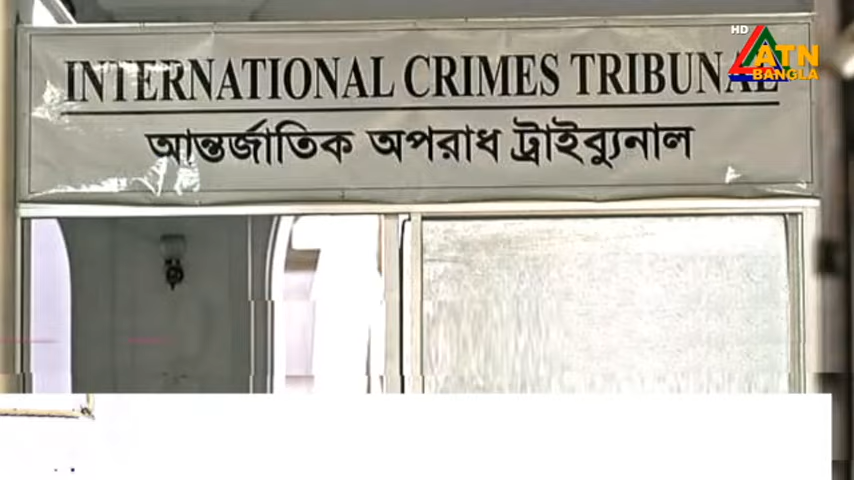 HD
ATN
BANGLA
INTERNATIONAL CRIMES TRIBUNAL
আন্তর্জাতিক অপরাধ ট্রাইব্যুনাল